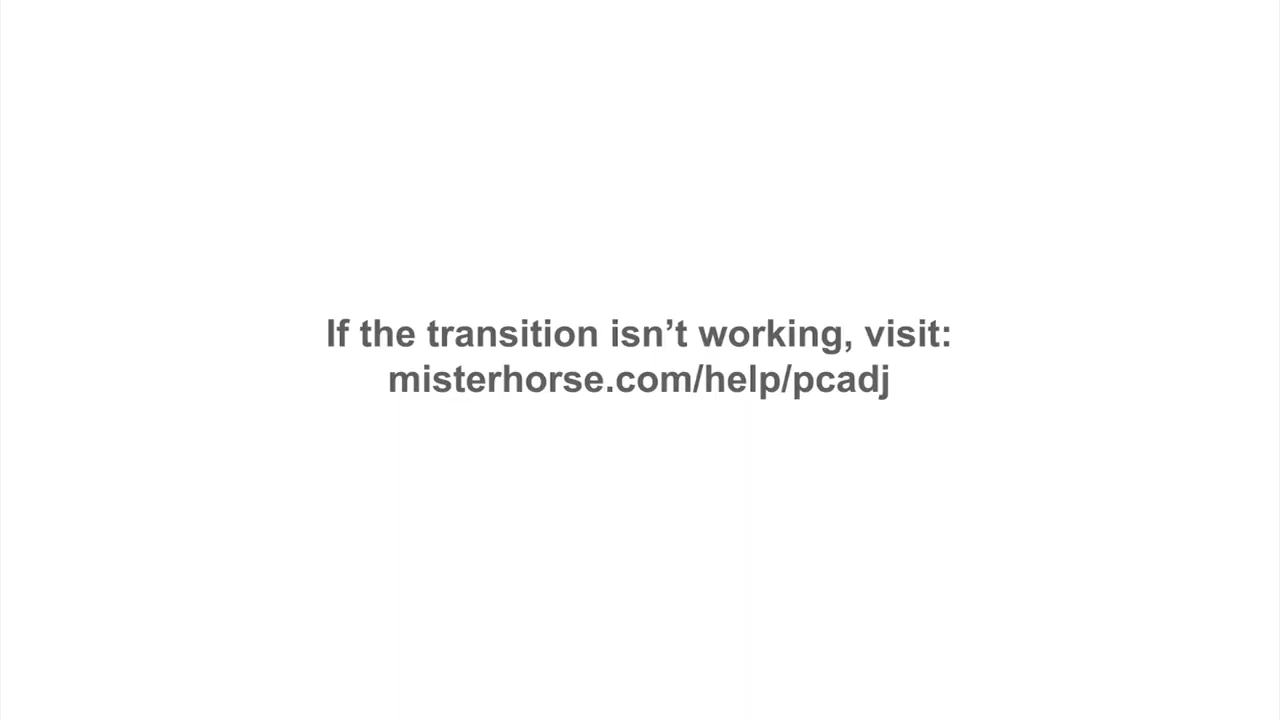 If the transition isn’t working, visit:
misterhorse.com/help/pcadj